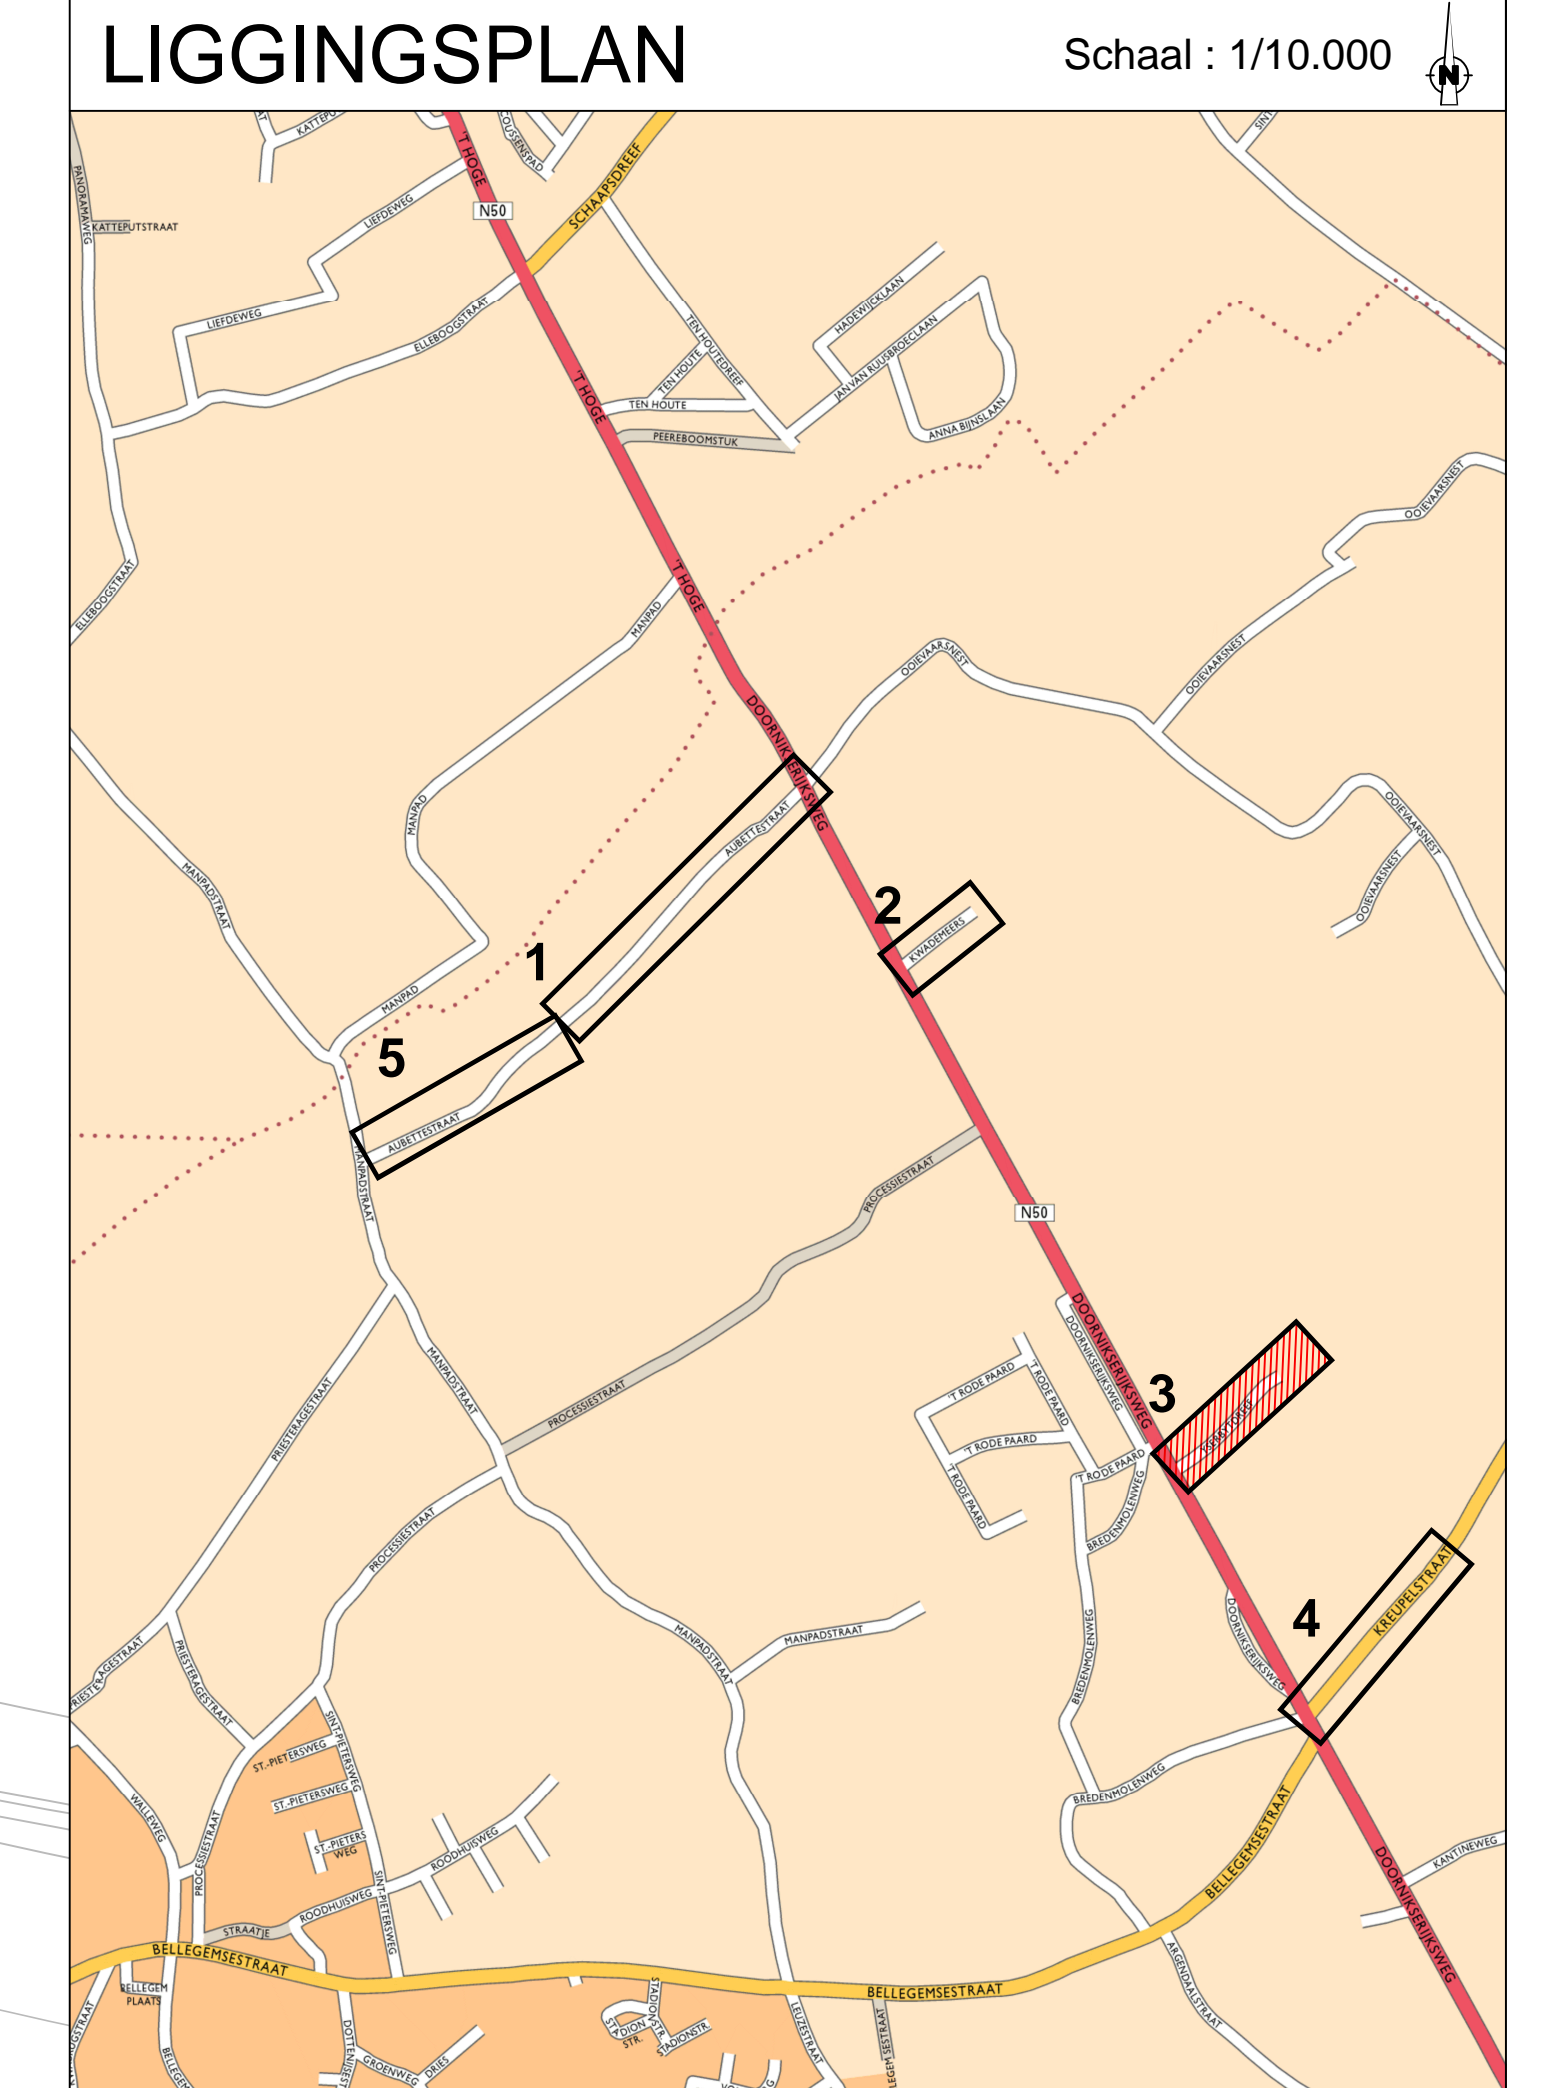 LIGGINGSPLAN
Schaal : 1/10.000
N
'T HOGE
N50
SCHAAPSDREEF
PANORAMAWEG
KATTEPUTSTRAAT
LIEFDEWEG
LIEFDEWEG
ELLEBOOGSTRAAT
TEN HOUTEDREEF
TEN HOUTE
TEN HOUTE
HADEWIJCKLAAN
JAN VAN RUUSBROECLAAN
ANNA BIJNSLAAN
'T HOGE
PEEREBOOMSTUK
OOIEVAARSNEST
ELLEBOOGSTRAAT
'T HOGE
MANPAD
OOIEVAARSNEST
OOIEVAARSNEST
DOORNIKSERIJKSWEG
MANPAD
AUBETTESTRAAT
OOIEVAARSNEST
OOIEVAARSNEST
MANPADSTRAAT
2
KWADEMEERS
1
MANPAD
5
AUBETTESTRAAT
MANPADSTRAAT
PROCESSIESTRAAT
N50
DOORNIKSERIJKSWEG
DOORNIKSERIJKSWEG
MANPADSTRAAT
PRIESTERAGESTRAAT
PROCESSIESTRAAT
'T RODE PAARD
'T RODE PAARD
'T RODE PAARD
'T RODE PAARD
'T RODE PAARD
3
BREDENMOLENWEG
PROCESSIESTRAAT
KREUPELSTRAAT
4
DOORNIKSERIJKSWEG
MANPADSTRAAT
MANPADSTRAAT
BREDENMOLENWEG
PRIESTERAGESTRAAT
PRIESTERAGESTRAAT
SINT-PIETERSWEG
ST.-PIETERSWEG
ST.-PIETERSWEG
ST.-PIETERS
WEG
BREDENMOLENWEG
WALLEWEG
PROCESSIESTRAAT
ROODHUISWEG
ROODHUISWEG
SINT-PIETERSWEG
BELLEGEMSESTRAAT
KANTINEWEG
DOORNIKSERIJKSWEG
STRAATJE
BELLEGEMSESTRAAT
BELLEGEM
PLAATS
BELLEGEMSESTRAAT
ARGENDAALSTRAAT
STADION
STR.
STADION
STR.
STADIONSTR.
LEUZESTRAAT
GROENWEG
DRIES